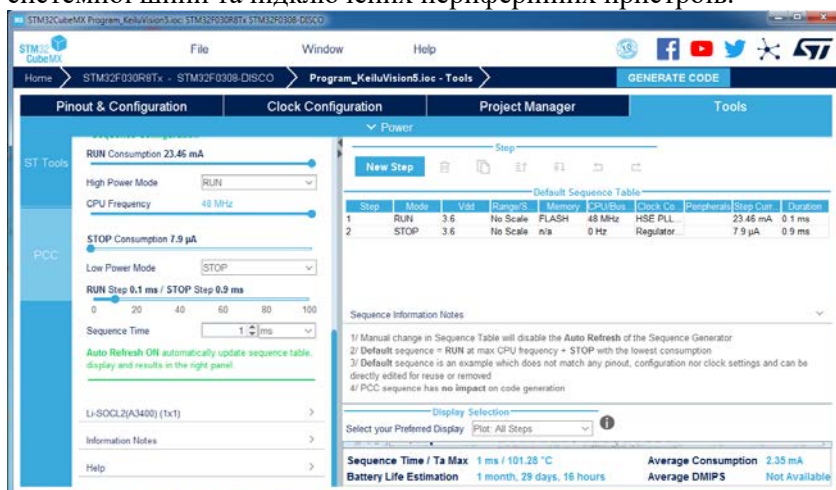 системної шини та підключених периферійних пристроїв.
STM32CubeMX Program_KeiluVision5.ioc: STM32F030R8Tx STM32F0308-DISCO
STM32
CubeMX
File
Window
Help
Home
STM32F030R8Tx - STM32F0308-DISCO
Program_KeiluVision5.ioc - Tools
GENERATE CODE
Pinout & Configuration
Clock Configuration
Project Manager
Tools
Power
ST Tools
PCC
RUN Consumption 23.46 mA
High Power Mode RUN
CPU Frequency 48 MHz
STOP Consumption 7.9 µA
Low Power Mode STOP
RUN Step 0.1 ms / STOP Step 0.9 ms
0 20 40 60 80 100
Sequence Time 1 ms
Auto Refresh ON automatically update sequence table,
display and results in the right panel
Li-SOCL2(A3400) (1x1)
Information Notes
Help
Step
New Step
Default Sequence Table
Step Mode Vdd Range/S... Memory CPU/Bus... Clock Co... Peripherals Step Curr... Duration
1 RUN 3.6 No Scale FLASH 48 MHz HSE PLL... 23.46 mA 0.1 ms
2 STOP 3.6 No Scale n/a 0 Hz Regulator... 7.9 µA 0.9 ms
Sequence Information Notes
1/ Manual change in Sequence Table will disable the Auto Refresh of the Sequence Generator
2/ Default sequence = RUN at max CPU frequency + STOP with the lowest consumption
3/ Default sequence is an example which does not match any pinout, configuration nor clock settings and can be
directly edited for reuse or removed
4/ PCC sequence has no impact on code generation
Display Selection
Select your Preferred Display Plot: All Steps
Sequence Time / Ta Max 1 ms / 101.28 °C
Average Consumption 2.35 mA
Battery Life Estimation 1 month, 29 days, 16 hours
Average DMIPS Not Available